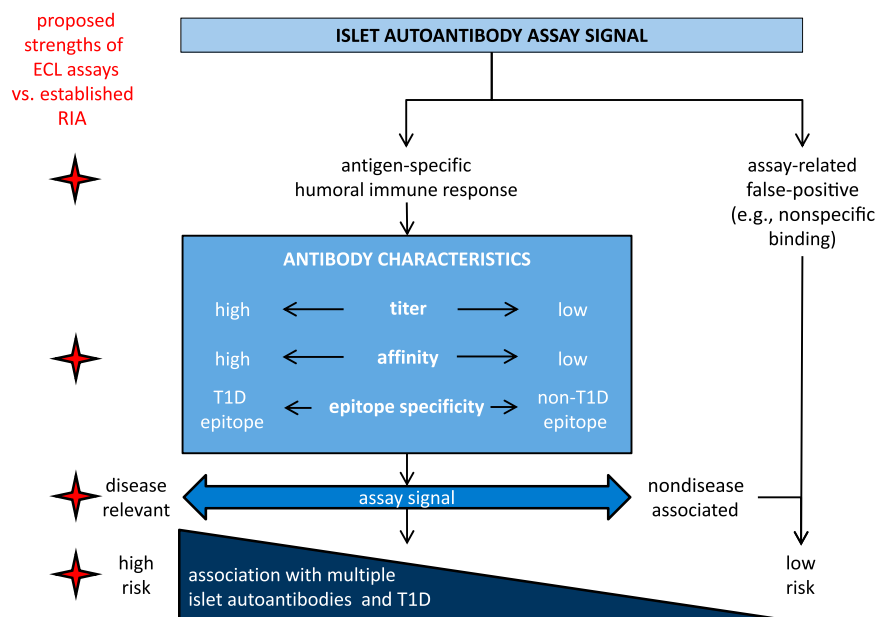 proposed
strengths of
ECL assays
vs. established
RIA
ISLET AUTOANTIBODY ASSAY SIGNAL
antigen-specific
humoral immune response
assay-related
false-positive
(e.g., nonspecific
binding)
ANTIBODY CHARACTERISTICS
high titer low
high affinity low
T1D
epitope
epitope specificity
non-T1D
epitope
disease
relevant
assay signal
nondisease
associated
high
risk
association with multiple
islet autoantibodies and T1D
low
risk